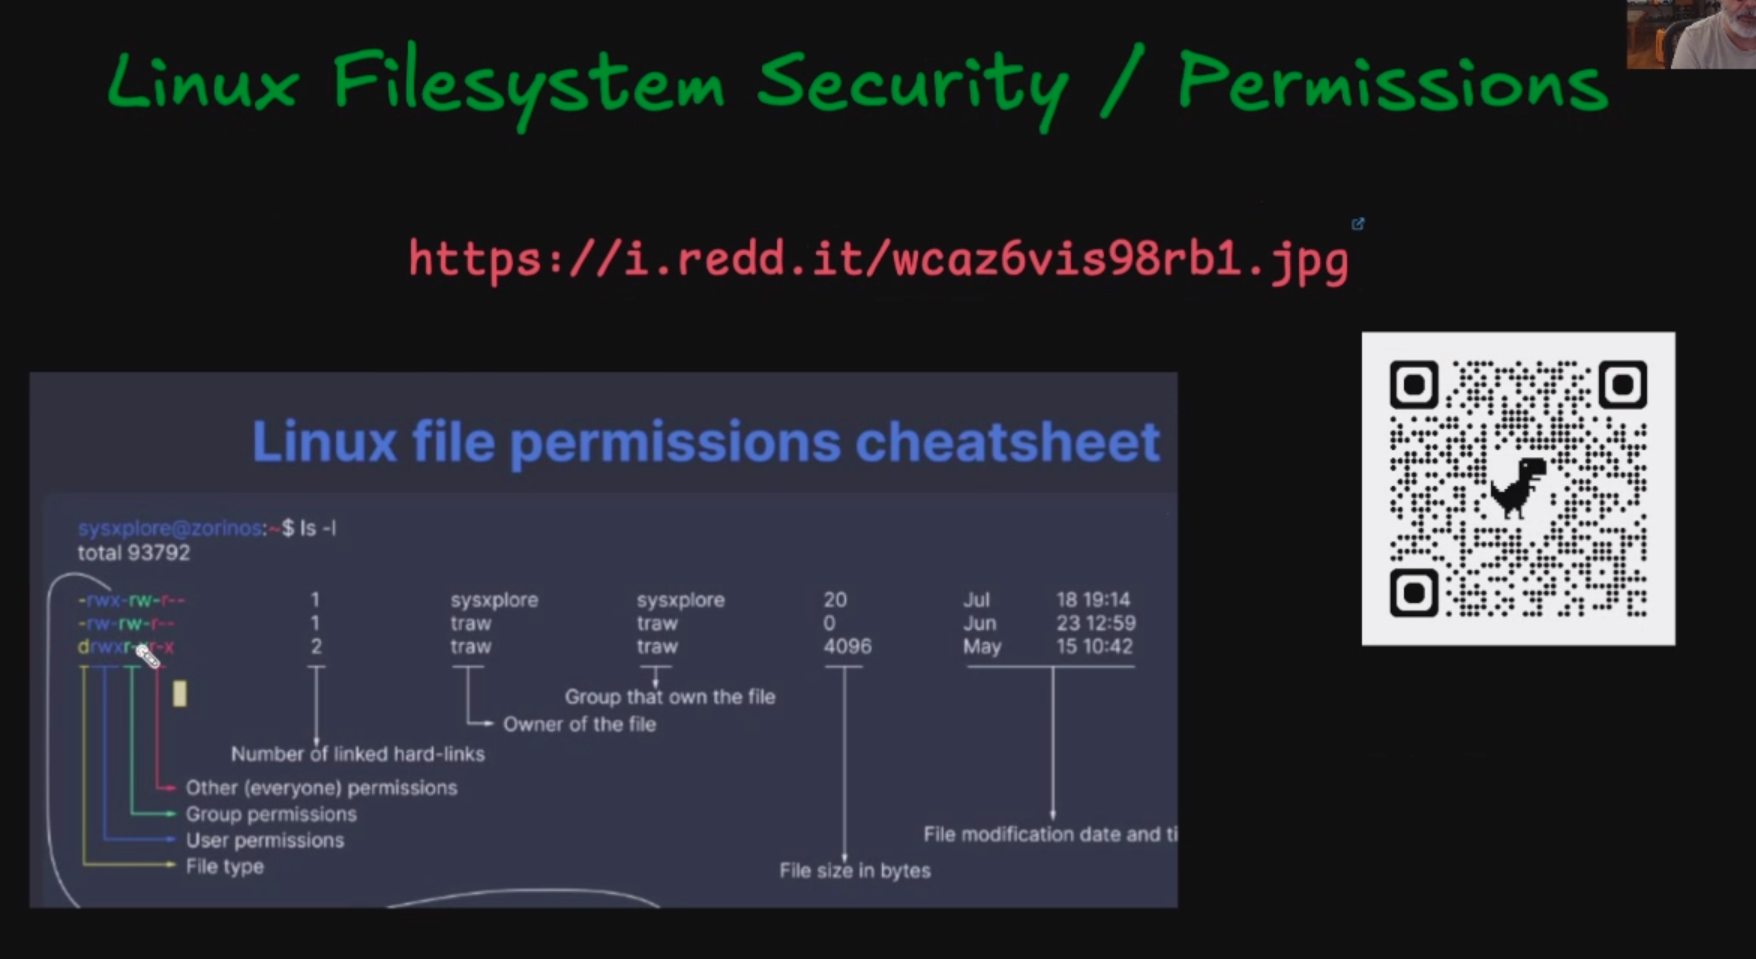 Linux Filesystem Security / Permissions
https://i.redd.it/wcaz6vis98rb1.jpg
Linux file permissions cheatsheet
sysxplore@zorinos:~$ ls -l
total 93792
-rwx-rw-r-- 1 sysxplore sysxplore 20 Jul 18 19:14
-rw-rw-r-- 1 traw traw 0 Jun 23 12:59
drwxr-xr-x 2 traw traw 4096 May 15 10:42
Group that own the file
Owner of the file
Number of linked hard-links
Other (everyone) permissions
Group permissions
File modification date and ti
User permissions
File type
File size in bytes